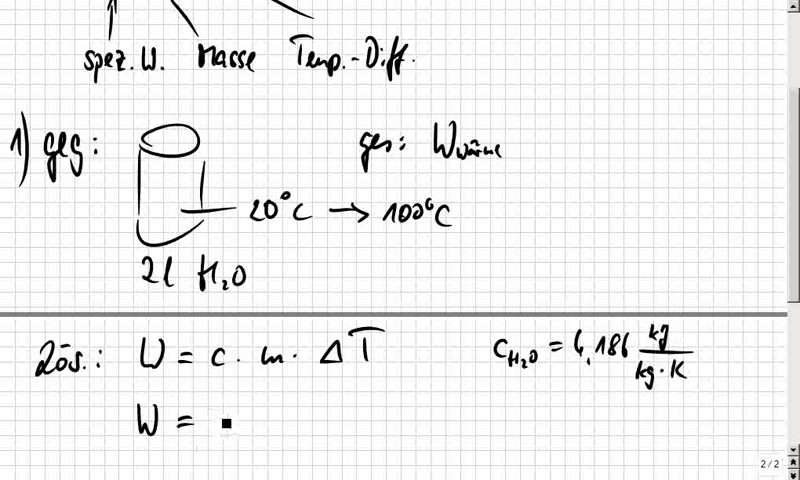 spez. W. Masse Temp.-Diff.
1) geg: ges: Wwärme
20°C → 100°C
2l H₂O
Lös.: W = c · m · ΔT
cH₂O = 4,186 kJ
kg·K
W =
2/2